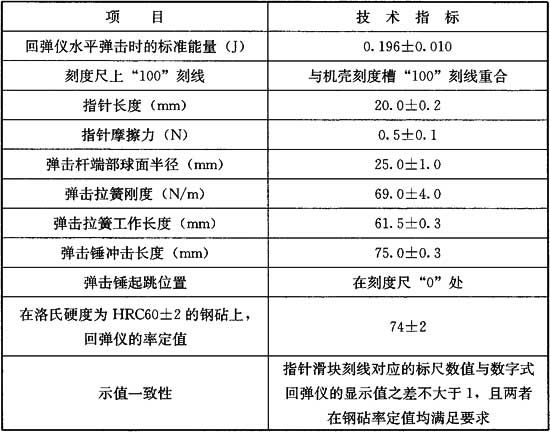 项 目 技 术 指 标
回弹仪水平弹击时的标准能量(J) 0.196±0.010
刻度尺上“100”刻线 与机壳刻度槽“100”刻线重合
指针长度(mm) 20.0±0.2
指针摩擦力(N) 0.5±0.1
弹击杆端部球面半径(mm) 25.0±1.0
弹击拉簧刚度(N/m) 69.0±4.0
弹击拉簧工作长度(mm) 61.5±0.3
弹击锤冲击长度(mm) 75.0±0.3
弹击锤起跳位置 在刻度尺“0”处
在洛氏硬度为HRC60±2的钢砧上,
回弹仪的率定值 74±2
示值一致性 指针滑块刻线对应的标尺数值与数字式
回弹仪的显示值之差不大于1,且两者
在钢砧率定值均满足要求